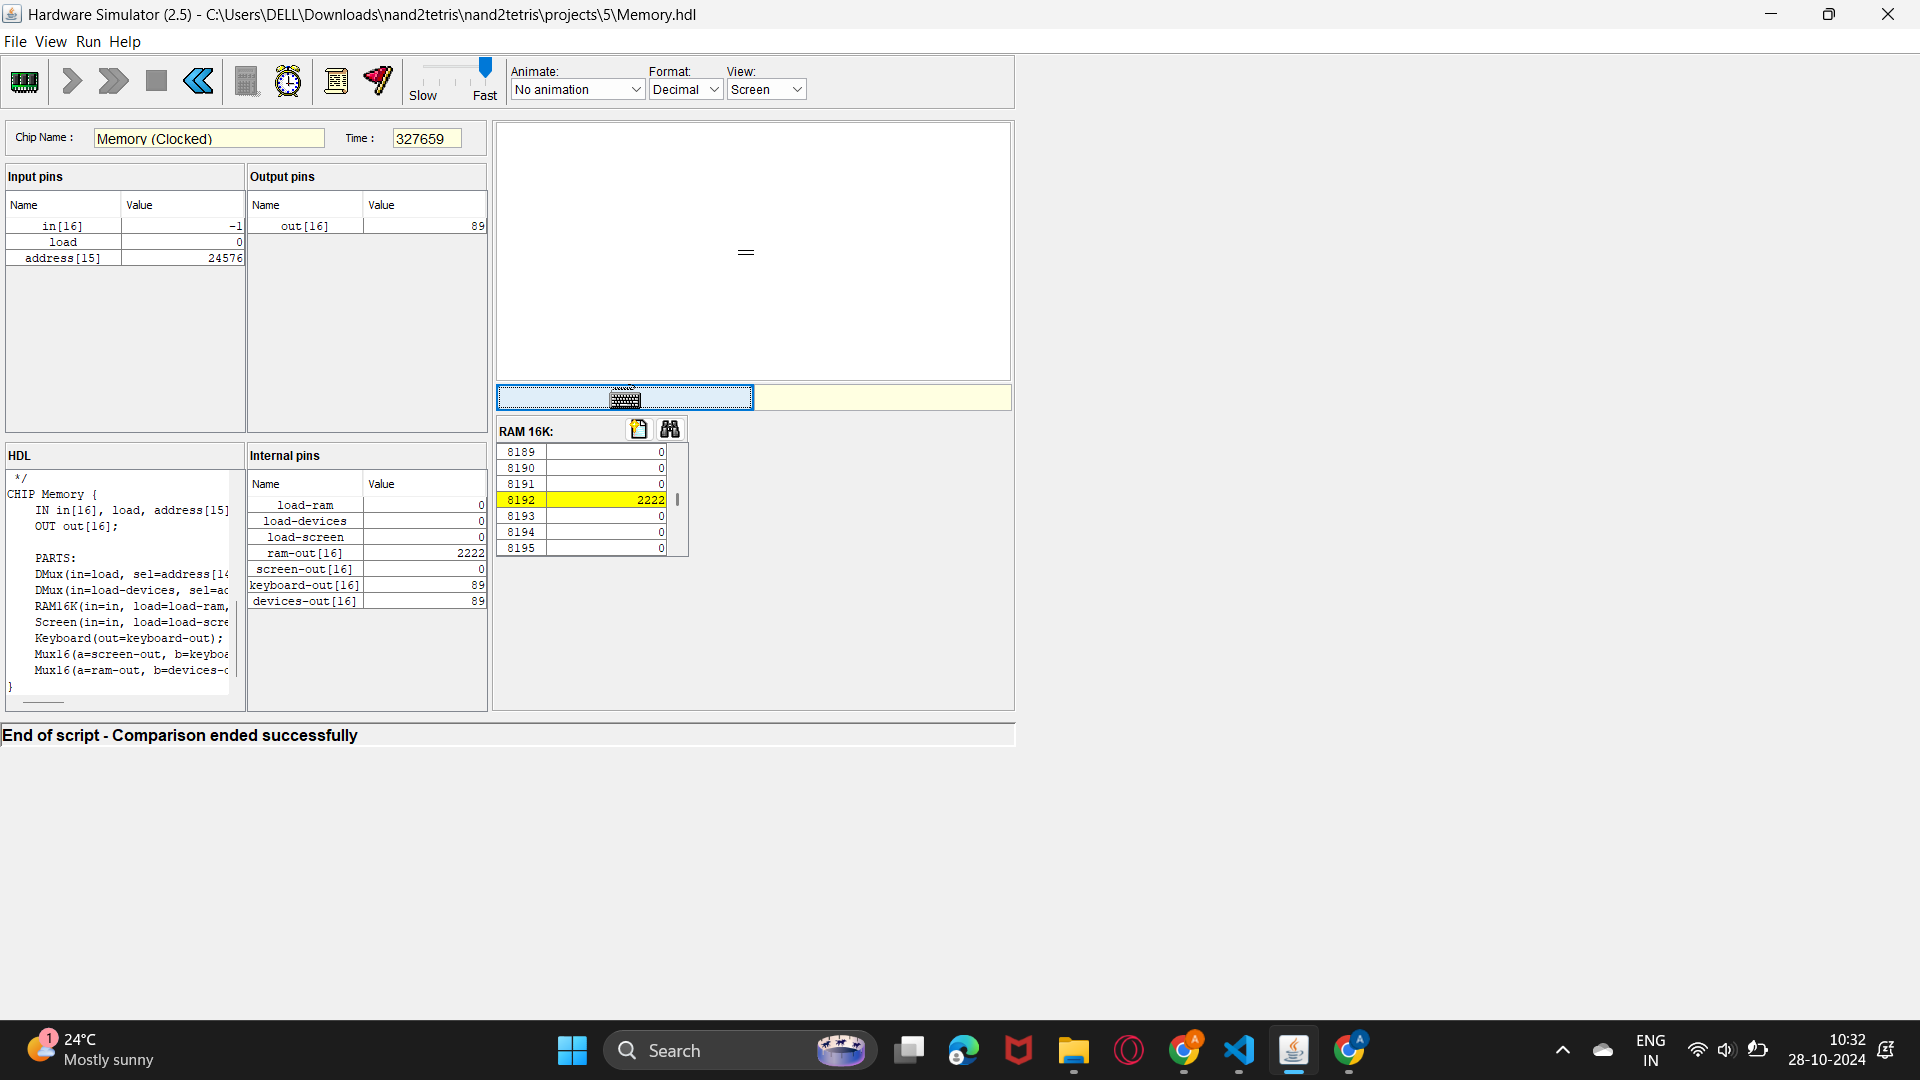 Hardware Simulator (2.5) - C:\Users\DELL\Downloads\nand2tetris\nand2tetris\projects\5\Memory.hdl
File View Run Help
Slow Fast
Animate: Format: View:
No animation Decimal Screen
Chip Name : Memory (Clocked) Time : 327659
Input pins
Name Value
in[16] -1
load 0
address[15] 24576
Output pins
Name Value
out[16] 89
RAM 16K:
8189 0
8190 0
8191 0
8192 2222
8193 0
8194 0
8195 0
HDL
*/
CHIP Memory {
IN in[16], load, address[15]
OUT out[16];
PARTS:
DMux(in=load, sel=address[14
DMux(in=load-devices, sel=ad
RAM16K(in=in, load=load-ram,
Screen(in=in, load=load-scre
Keyboard(out=keyboard-out);
Mux16(a=screen-out, b=keyboa
Mux16(a=ram-out, b=devices-o
}
Internal pins
Name Value
load-ram 0
load-devices 0
load-screen 0
ram-out[16] 2222
screen-out[16] 0
keyboard-out[16] 89
devices-out[16] 89
End of script - Comparison ended successfully
1
24°C
Mostly sunny
Search
A
A
ENG
IN
10:32
28-10-2024